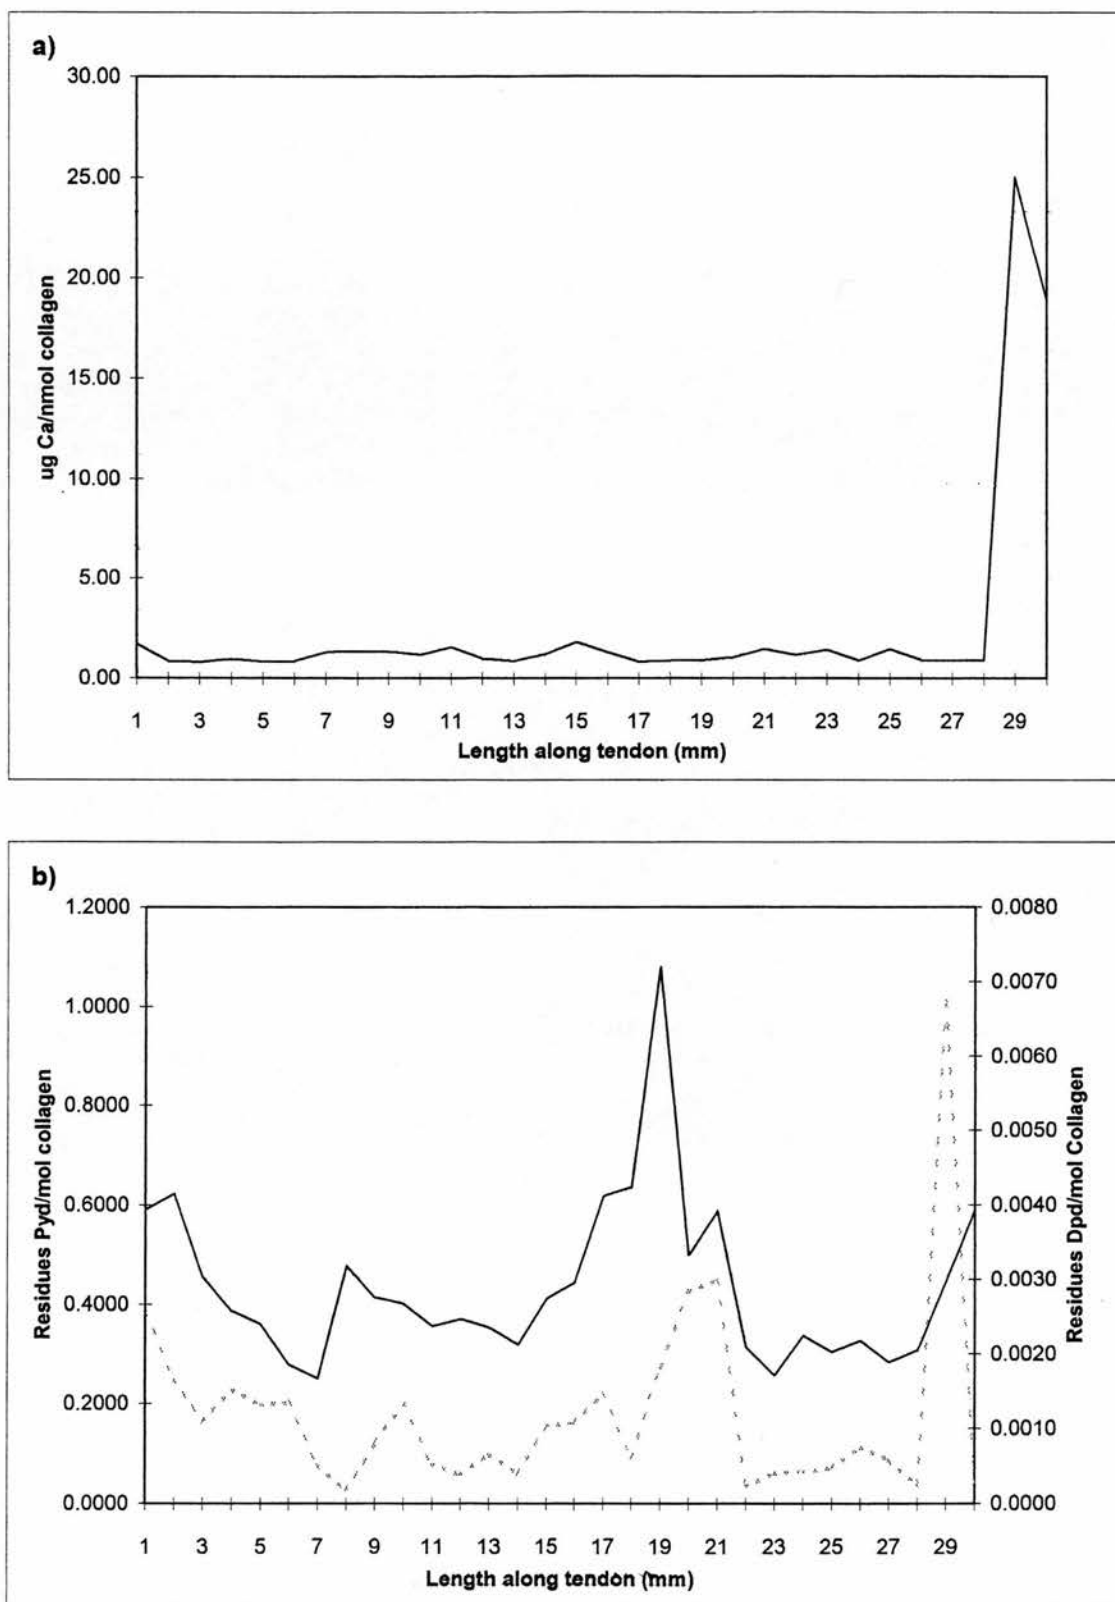 a)
30.00
25.00
20.00
15.00
10.00
5.00
0.00
ug Ca/nmol collagen
1 3 5 7 9 11 13 15 17 19 21 23 25 27 29
Length along tendon (mm)
b)
1.2000
1.0000
0.8000
0.6000
0.4000
0.2000
0.0000
Residues Pyd/mol collagen
0.0080
0.0070
0.0060
0.0050
0.0040
0.0030
0.0020
0.0010
0.0000
Residues Dpd/mol Collagen
1 3 5 7 9 11 13 15 17 19 21 23 25 27 29
Length along tendon (mm)